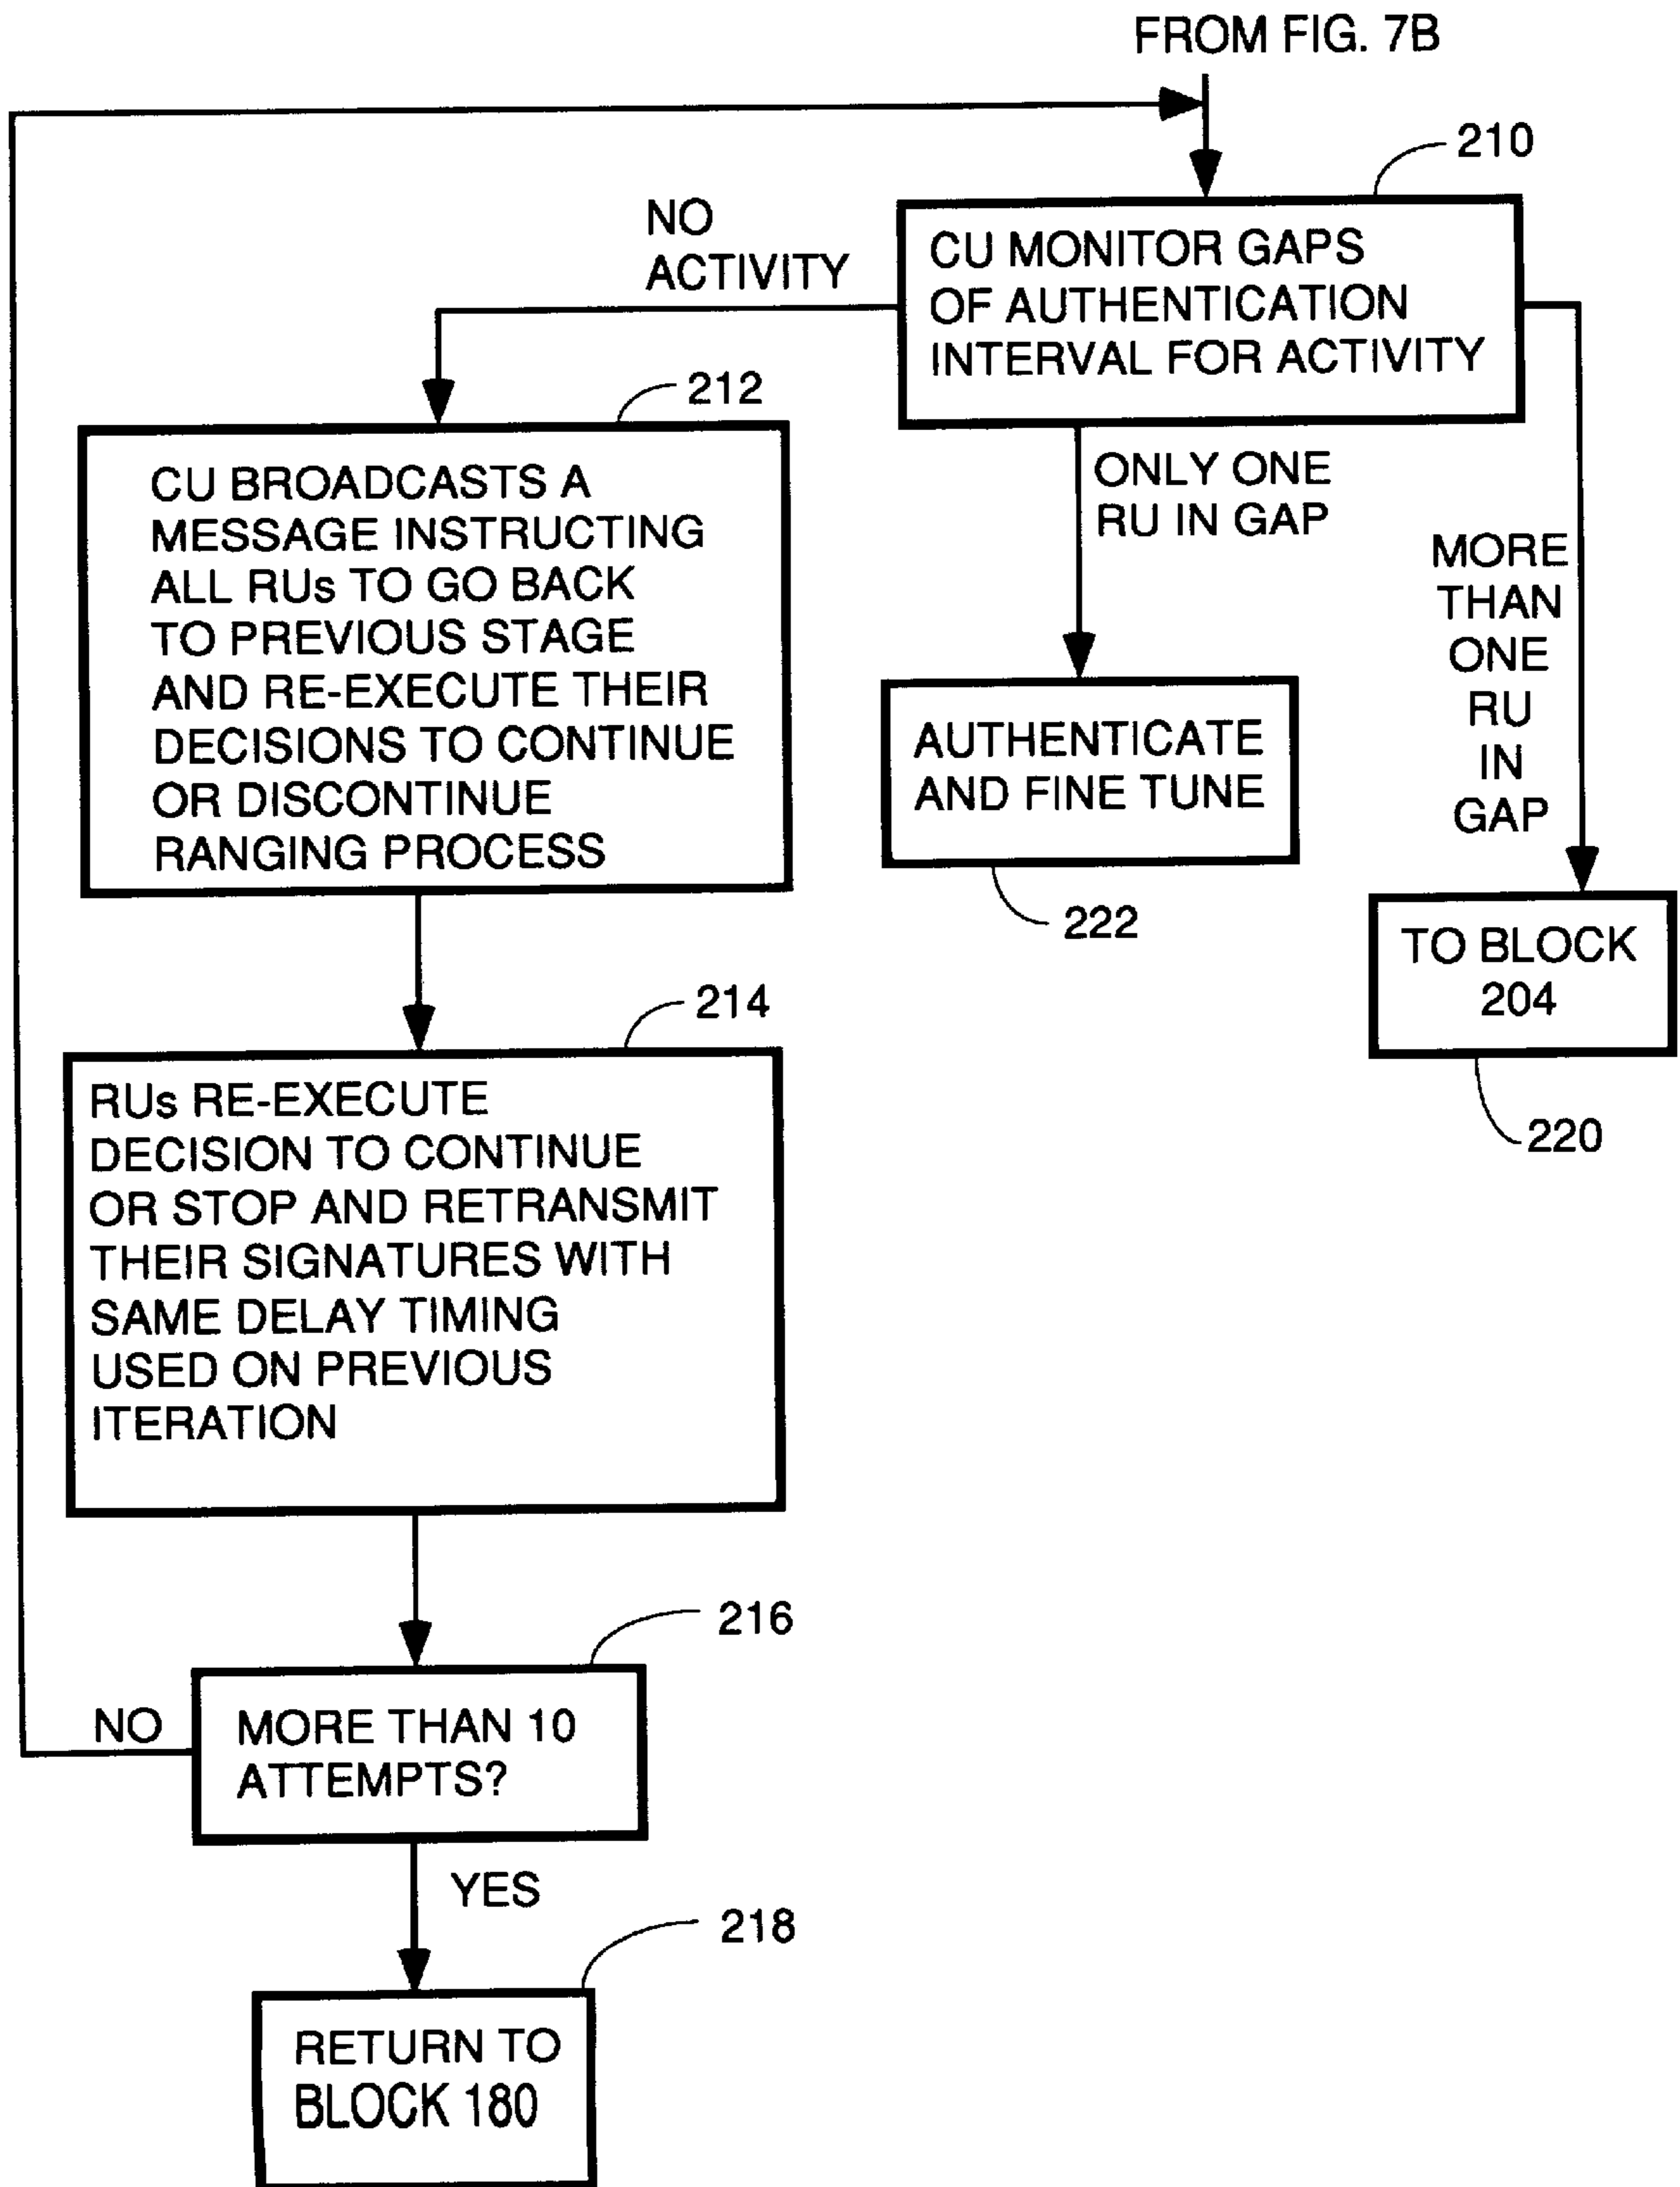 FROM FIG. 7B
210
NO
ACTIVITY
CU MONITOR GAPS
OF AUTHENTICATION
INTERVAL FOR ACTIVITY
212
CU BROADCASTS A
MESSAGE INSTRUCTING
ALL RUs TO GO BACK
TO PREVIOUS STAGE
AND RE-EXECUTE THEIR
DECISIONS TO CONTINUE
OR DISCONTINUE
RANGING PROCESS
ONLY ONE
RU IN GAP
MORE
THAN
ONE
RU
IN
GAP
AUTHENTICATE
AND FINE TUNE
222
TO BLOCK
204
220
214
RUs RE-EXECUTE
DECISION TO CONTINUE
OR STOP AND RETRANSMIT
THEIR SIGNATURES WITH
SAME DELAY TIMING
USED ON PREVIOUS
ITERATION
216
NO
MORE THAN 10
ATTEMPTS?
YES
218
RETURN TO
BLOCK 180